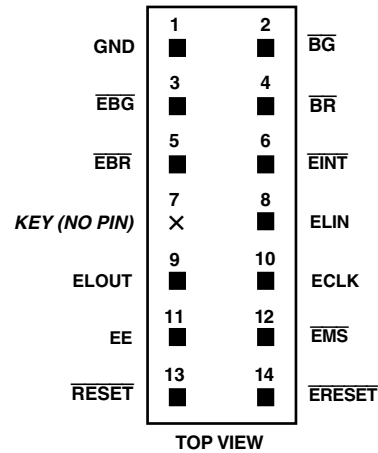 1 2
GND BG
3 4
EBG BR
5 6
EBR EINT
7 8
KEY (NO PIN) ELIN
9 10
ELOUT ECLK
11 12
EE EMS
13 14
RESET ERESET
TOP VIEW